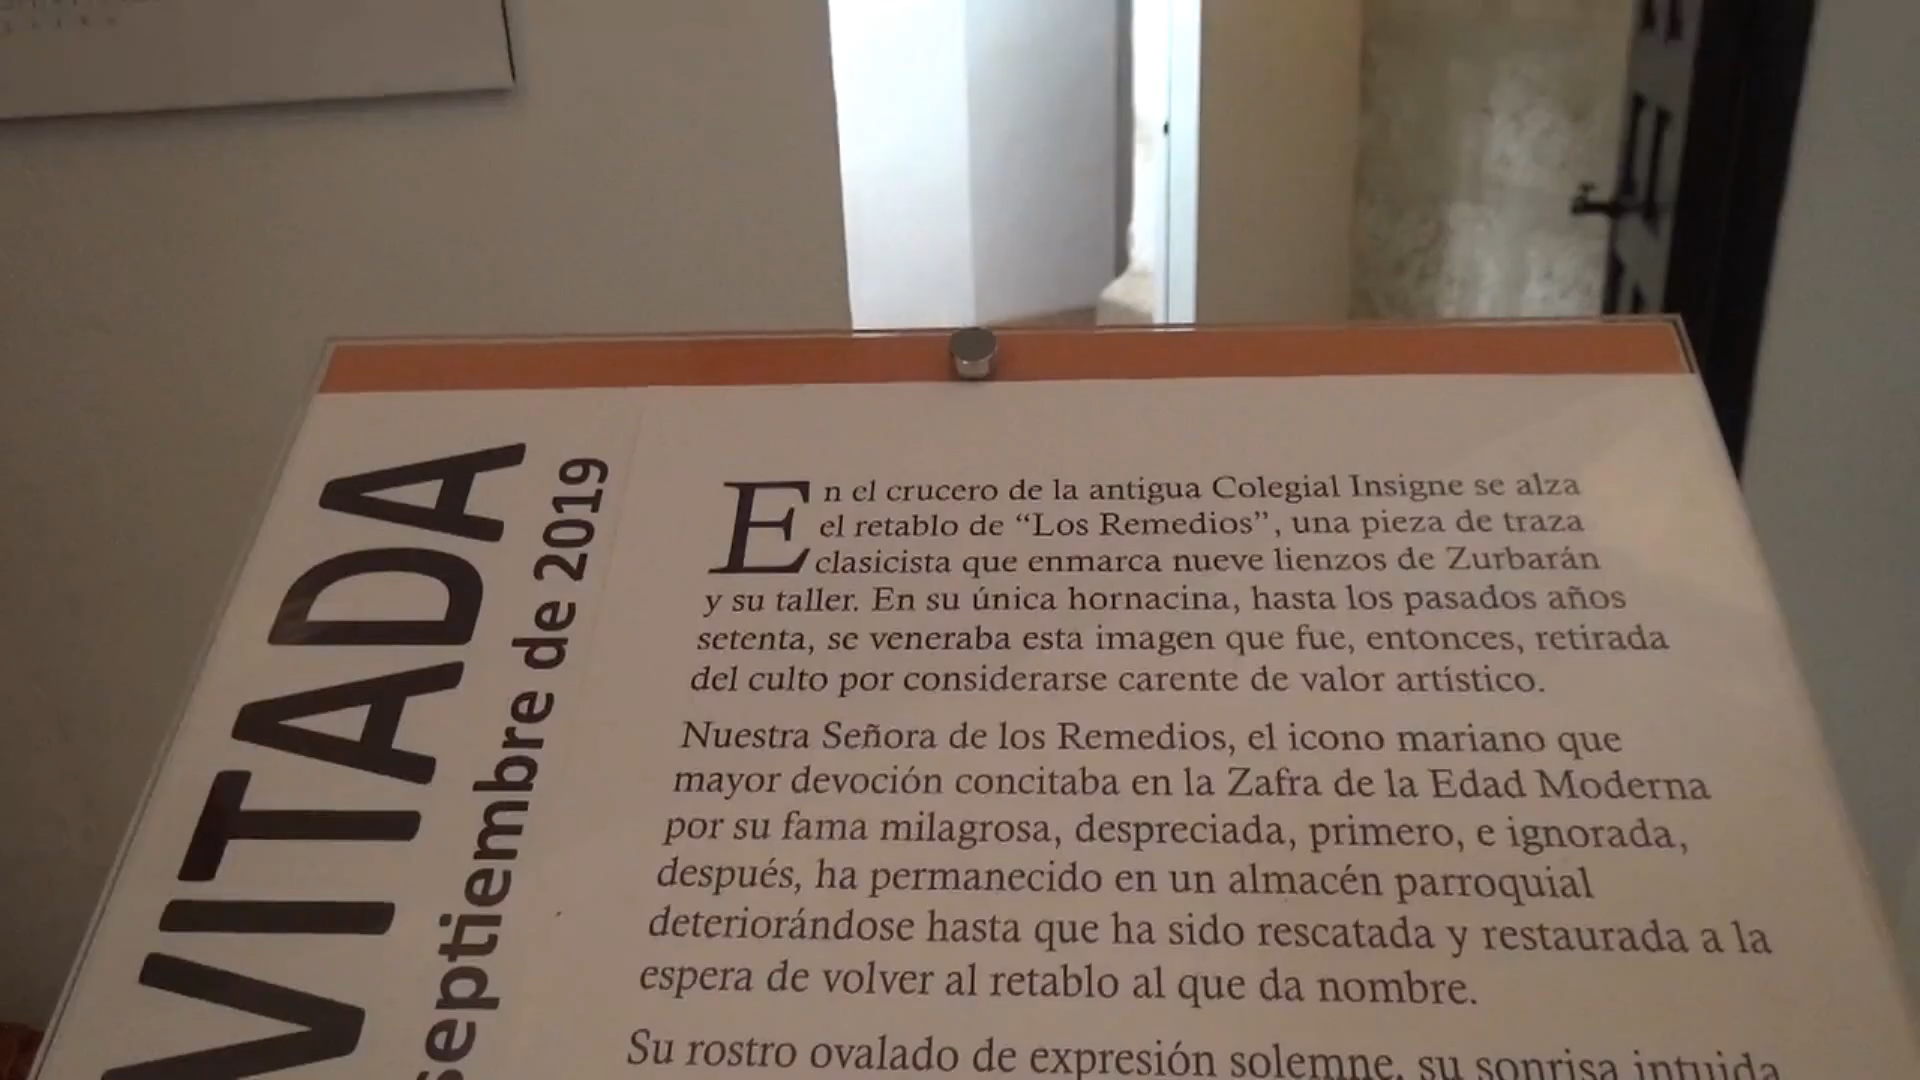 VITADA
septiembre de 2019
En el crucero de la antigua Colegial Insigne se alza
el retablo de “Los Remedios”, una pieza de traza
clasicista que enmarca nueve lienzos de Zurbarán
y su taller. En su única hornacina, hasta los pasados años
setenta, se veneraba esta imagen que fue, entonces, retirada
del culto por considerarse carente de valor artístico.
Nuestra Señora de los Remedios, el icono mariano que
mayor devoción concitaba en la Zafra de la Edad Moderna
por su fama milagrosa, despreciada, primero, e ignorada,
después, ha permanecido en un almacén parroquial
deteriorándose hasta que ha sido rescatada y restaurada a la
espera de volver al retablo al que da nombre.
Su rostro ovalado de expresión solemne, su sonrisa intuida